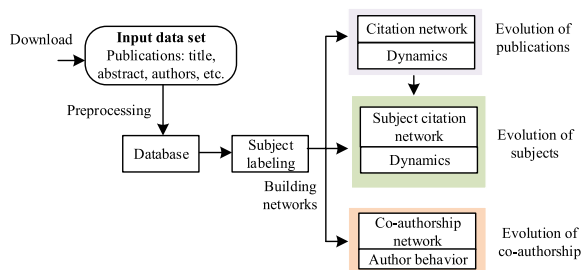 Download
Input data set
Publications: title,
abstract, authors, etc.
Preprocessing
Database
Subject
labeling
Building
networks
Citation network
Dynamics
Evolution of
publications
Subject citation
network
Dynamics
Evolution of
subjects
Co-authorship
network
Author behavior
Evolution of
co-authorship